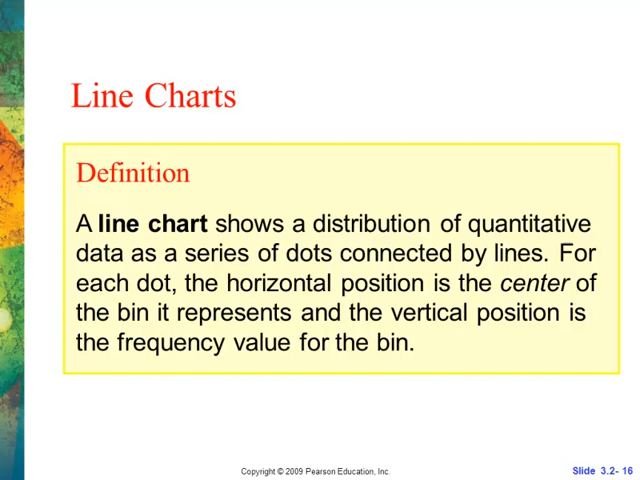 Line Charts
Definition
A line chart shows a distribution of quantitative
data as a series of dots connected by lines. For
each dot, the horizontal position is the center of
the bin it represents and the vertical position is
the frequency value for the bin.
Copyright © 2009 Pearson Education, Inc.
Slide 3.2- 16